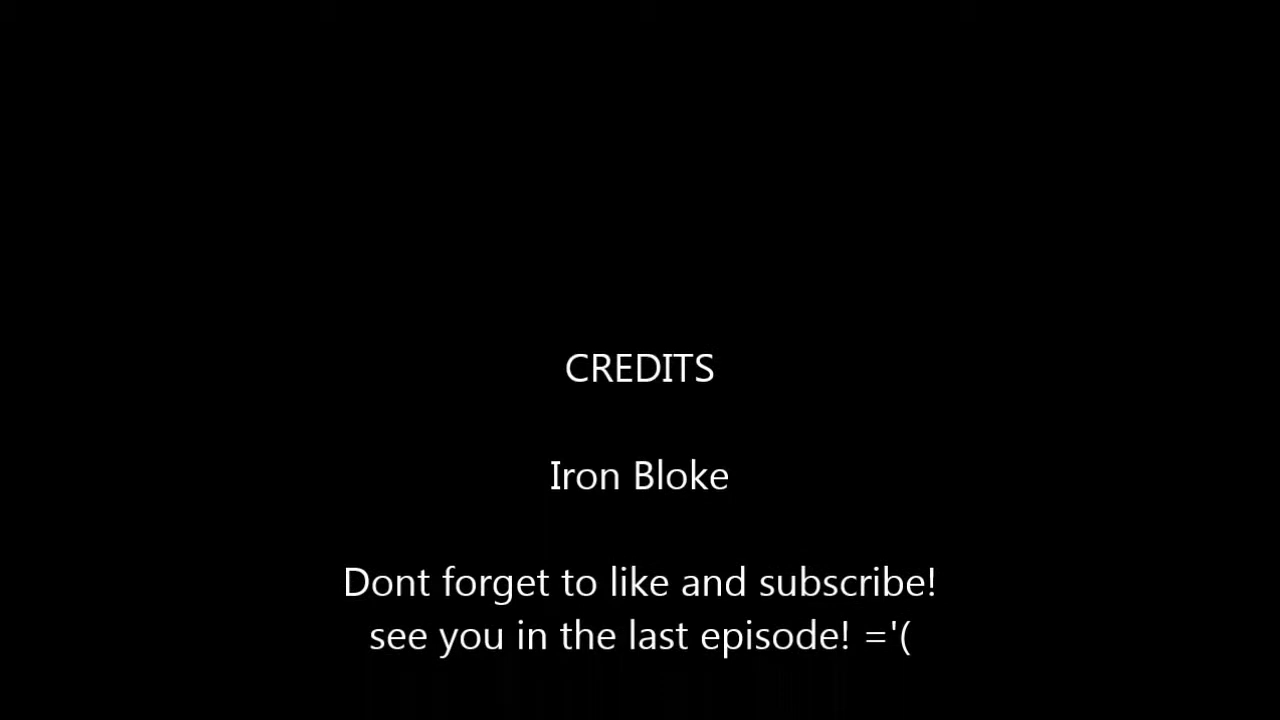 CREDITS
Iron Bloke
Dont forget to like and subscribe!
see you in the last episode! ='(